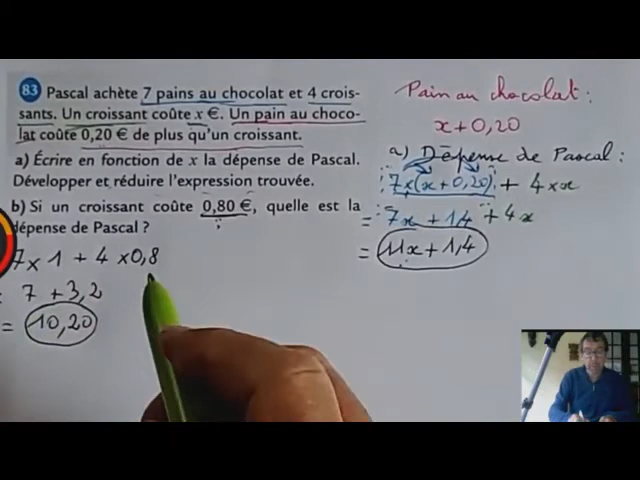 83 Pascal achète 7 pains au chocolat et 4 crois-
sants. Un croissant coûte x €. Un pain au choco-
lat coûte 0,20 € de plus qu'un croissant.
a) Écrire en fonction de x la dépense de Pascal.
Développer et réduire l'expression trouvée.
b) Si un croissant coûte 0,80 €, quelle est la
dépense de Pascal ?
7 x 1 + 4 x 0,8
= 7 + 3,2
= 10,20
Pain au chocolat :
x + 0,20
a) Dépense de Pascal :
7 x (x + 0,20) + 4 x x
= 7x + 1,4 + 4x
= 11x + 1,4